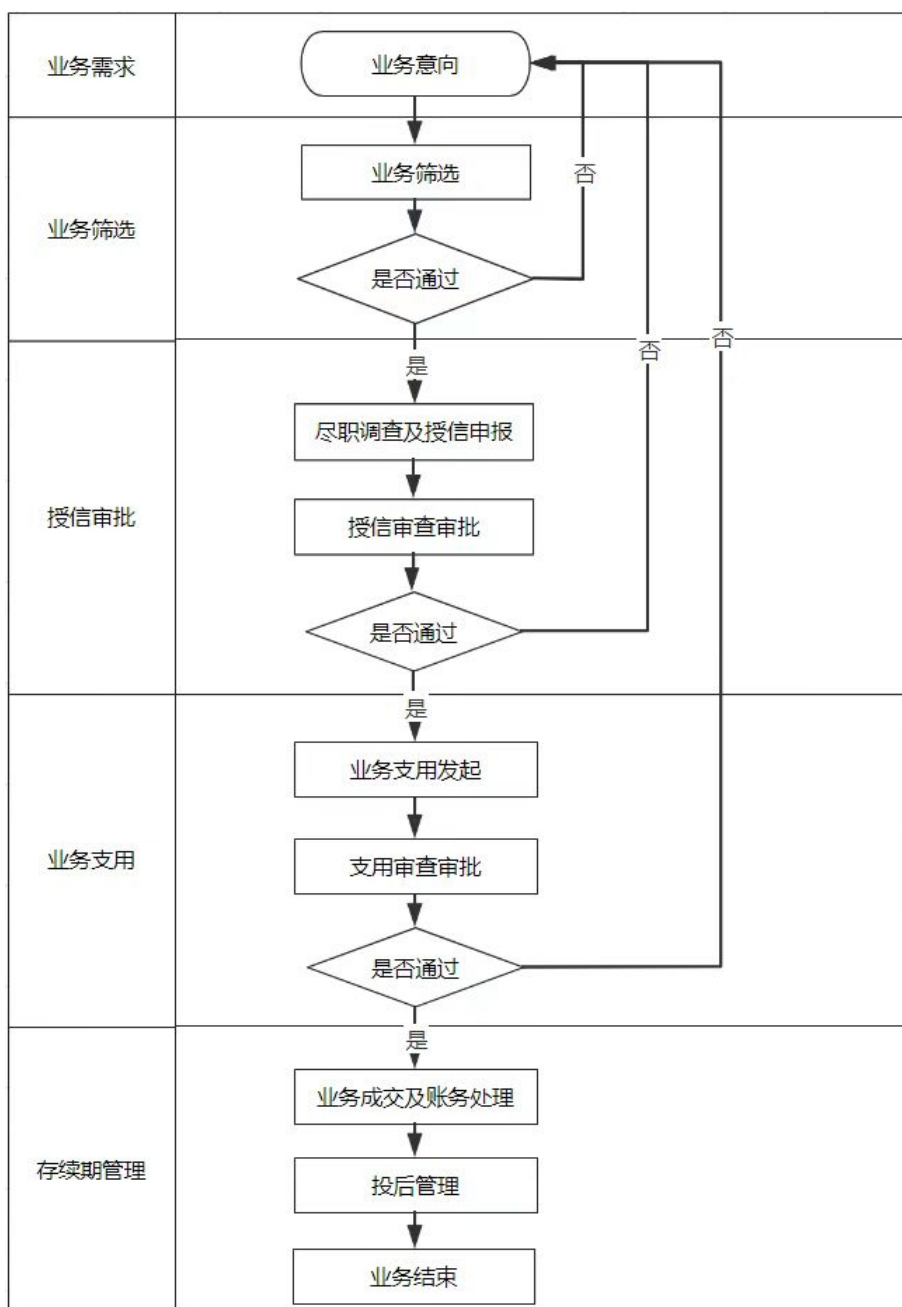 业务需求
业务意向
业务筛选
业务筛选
否
是否通过
是
否
否
授信审批
尽职调查及授信申报
授信审查审批
是否通过
是
业务支用
业务支用发起
支用审查审批
是否通过
是
存续期管理
业务成交及账务处理
投后管理
业务结束